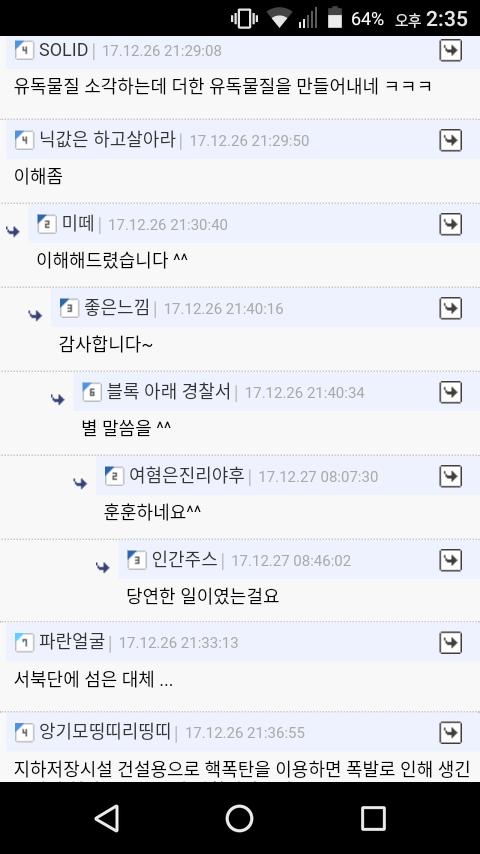 64% 오후 2:35
4 SOLID | 17.12.26 21:29:08
유독물질 소각하는데 더한 유독물질을 만들어내네 ㅋㅋㅋ
4 닉값은 하고살아라 | 17.12.26 21:29:50
이해좀
2 미떼 | 17.12.26 21:30:40
이해해드렸습니다 ^^
3 좋은느낌 | 17.12.26 21:40:16
감사합니다~
6 블록 아래 경찰서 | 17.12.26 21:40:34
별 말씀을 ^^
2 여혐은진리야후 | 17.12.27 08:07:30
훈훈하네요^^
3 인간주스 | 17.12.27 08:46:02
당연한 일이였는걸요
7 파란얼굴 | 17.12.26 21:33:13
서북단에 섬은 대체 ...
4 앙기모띵띠리띵띠 | 17.12.26 21:36:55
지하저장시설 건설용으로 핵폭탄을 이용하면 폭발로 인해 생긴